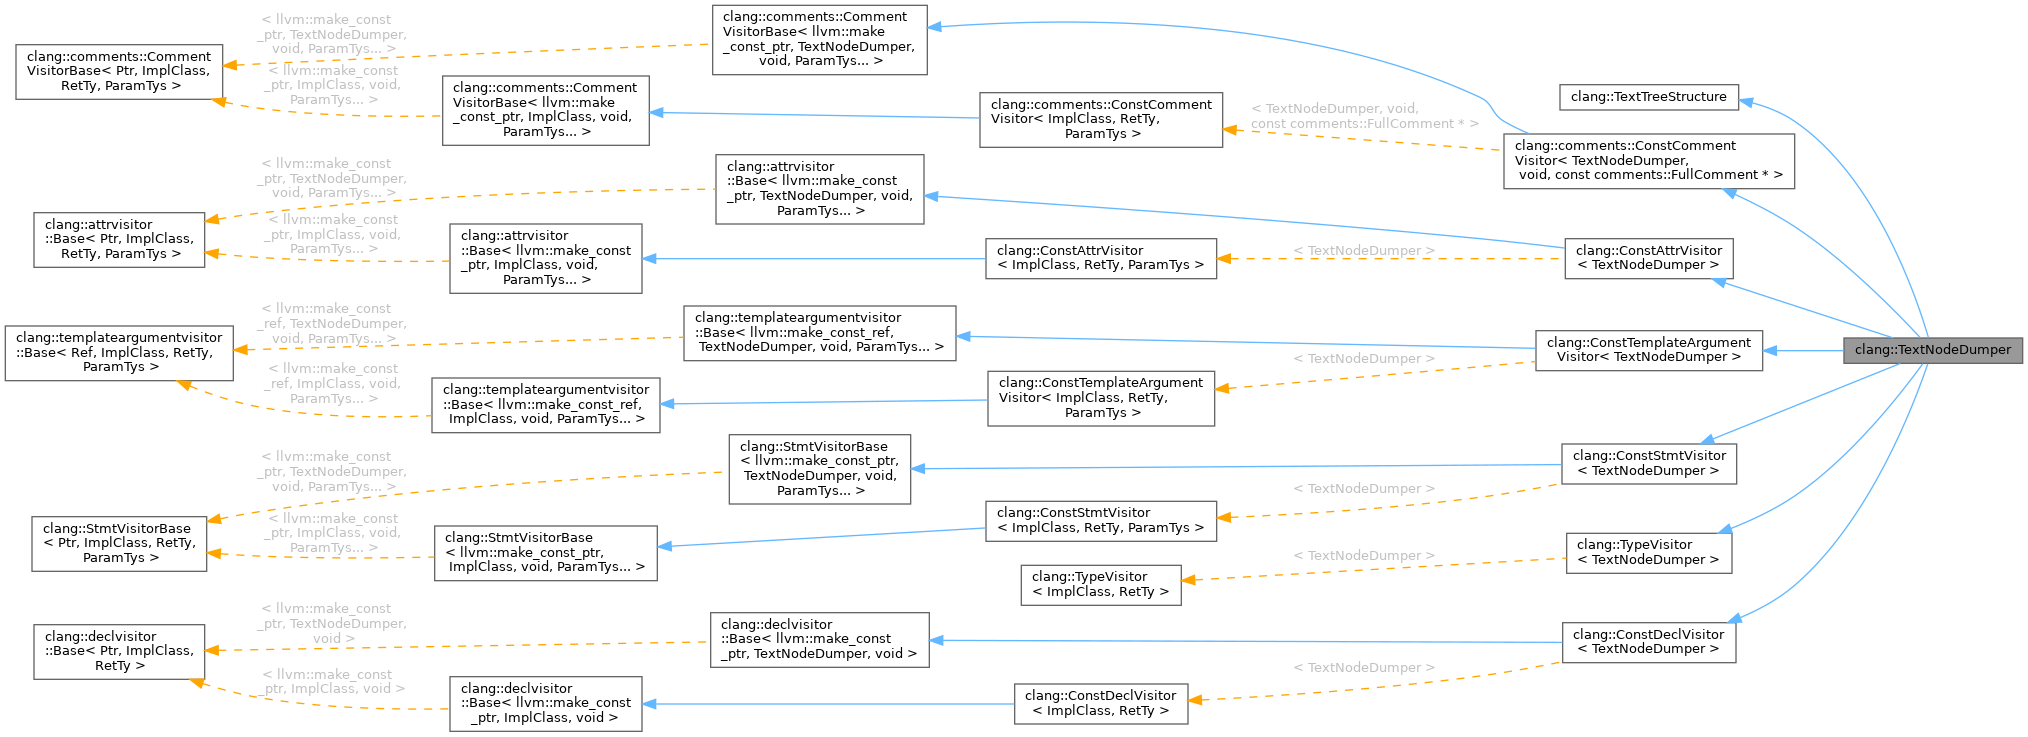 clang::comments::Comment
VisitorBase< Ptr, ImplClass,
RetTy, ParamTys >
< llvm::make_const
_ptr, TextNodeDumper,
void, ParamTys... >
< llvm::make_const
_ptr, ImplClass, void,
ParamTys... >
clang::comments::Comment
VisitorBase< llvm::make
_const_ptr, TextNodeDumper,
void, ParamTys... >
clang::comments::Comment
VisitorBase< llvm::make
_const_ptr, ImplClass, void,
ParamTys... >
clang::comments::ConstComment
Visitor< ImplClass, RetTy,
ParamTys >
< TextNodeDumper, void,
const comments::FullComment * >
clang::TextTreeStructure
clang::comments::ConstComment
Visitor< TextNodeDumper,
void, const comments::FullComment * >
clang::attrvisitor
::Base< Ptr, ImplClass,
RetTy, ParamTys >
< llvm::make_const
_ptr, TextNodeDumper,
void, ParamTys... >
< llvm::make_const
_ptr, ImplClass, void,
ParamTys... >
clang::attrvisitor
::Base< llvm::make_const
_ptr, TextNodeDumper, void,
ParamTys... >
clang::attrvisitor
::Base< llvm::make_const
_ptr, ImplClass, void,
ParamTys... >
clang::ConstAttrVisitor
< ImplClass, RetTy, ParamTys >
< TextNodeDumper >
clang::ConstAttrVisitor
< TextNodeDumper >
clang::templateargumentvisitor
::Base< Ref, ImplClass, RetTy,
ParamTys >
< llvm::make_const
_ref, TextNodeDumper,
void, ParamTys... >
< llvm::make_const
_ref, ImplClass, void,
ParamTys... >
clang::templateargumentvisitor
::Base< llvm::make_const_ref,
TextNodeDumper, void, ParamTys... >
clang::templateargumentvisitor
::Base< llvm::make_const_ref,
ImplClass, void, ParamTys... >
clang::ConstTemplateArgument
Visitor< ImplClass, RetTy,
ParamTys >
< TextNodeDumper >
clang::ConstTemplateArgument
Visitor< TextNodeDumper >
clang::TextNodeDumper
clang::StmtVisitorBase
< Ptr, ImplClass, RetTy,
ParamTys >
< llvm::make_const
_ptr, TextNodeDumper,
void, ParamTys... >
< llvm::make_const
_ptr, ImplClass, void,
ParamTys... >
clang::StmtVisitorBase
< llvm::make_const_ptr,
TextNodeDumper, void,
ParamTys... >
clang::StmtVisitorBase
< llvm::make_const_ptr,
ImplClass, void, ParamTys... >
clang::ConstStmtVisitor
< ImplClass, RetTy, ParamTys >
< TextNodeDumper >
clang::ConstStmtVisitor
< TextNodeDumper >
clang::TypeVisitor
< ImplClass, RetTy >
< TextNodeDumper >
clang::TypeVisitor
< TextNodeDumper >
clang::declvisitor
::Base< Ptr, ImplClass,
RetTy >
< llvm::make_const
_ptr, TextNodeDumper,
void >
< llvm::make_const
_ptr, ImplClass, void >
clang::declvisitor
::Base< llvm::make_const
_ptr, TextNodeDumper, void >
clang::declvisitor
::Base< llvm::make_const
_ptr, ImplClass, void >
clang::ConstDeclVisitor
< ImplClass, RetTy >
< TextNodeDumper >
clang::ConstDeclVisitor
< TextNodeDumper >